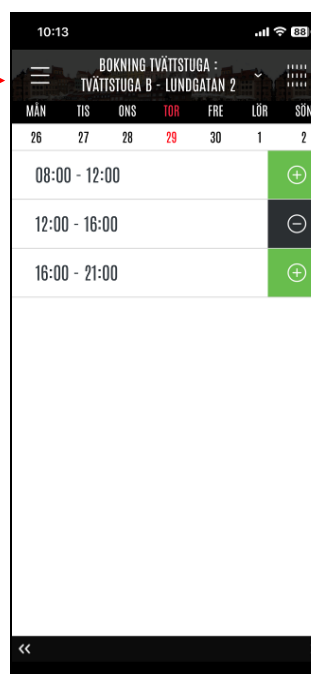 10:13
88
BOKNING TVÄTTSTUGA :
TVÄTTSTUGA B - LUNDGATAN 2
MÅN TIS ONS TOR FRE LÖR SÖN
26 27 28 29 30 1 2
08:00 - 12:00
12:00 - 16:00
16:00 - 21:00